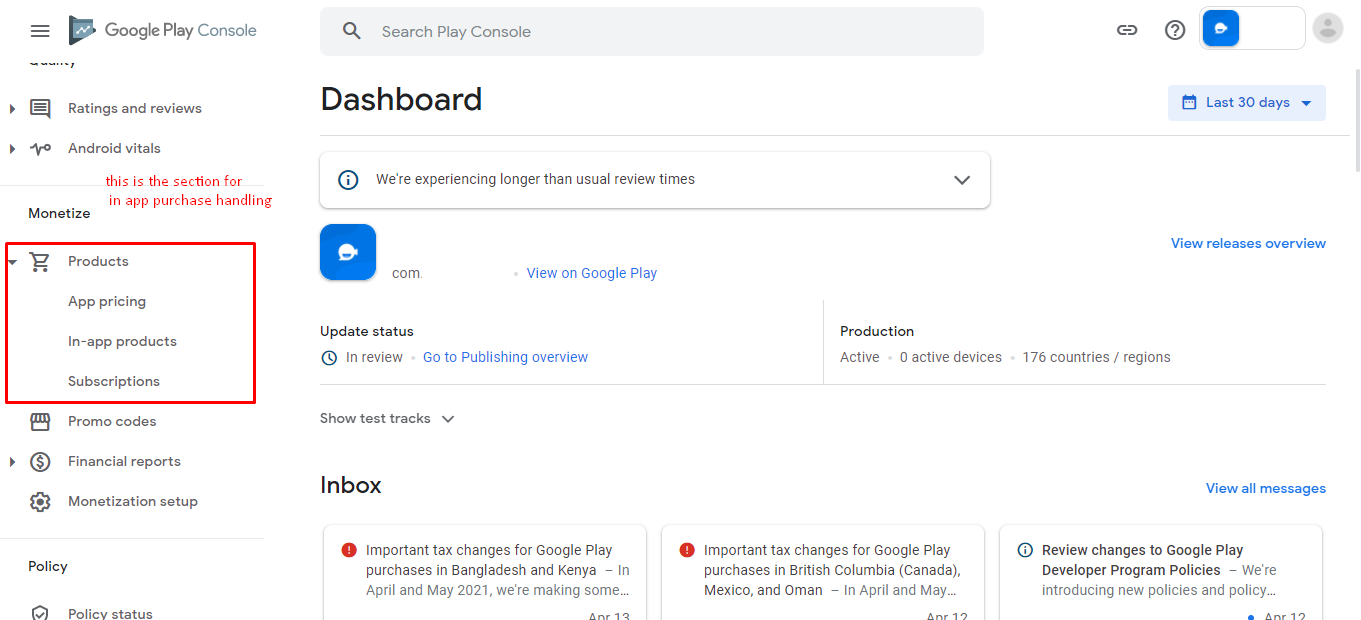 Google Play Console
Search Play Console
Quality
Ratings and reviews
Android vitals
this is the section for
in app purchase handling
Monetize
Products
App pricing
In-app products
Subscriptions
Promo codes
Financial reports
Monetization setup
Policy
Policy status
Dashboard
Last 30 days
We're experiencing longer than usual review times
com.
• View on Google Play
View releases overview
Update status
In review • Go to Publishing overview
Production
Active • 0 active devices • 176 countries / regions
Show test tracks
Inbox
View all messages
Important tax changes for Google Play
purchases in Bangladesh and Kenya – In
April and May 2021, we're making some…
Apr 13
Important tax changes for Google Play
purchases in British Columbia (Canada),
Mexico, and Oman – In April and May…
Apr 12
Review changes to Google Play
Developer Program Policies – We're
introducing new policies and policy…
• Apr 12